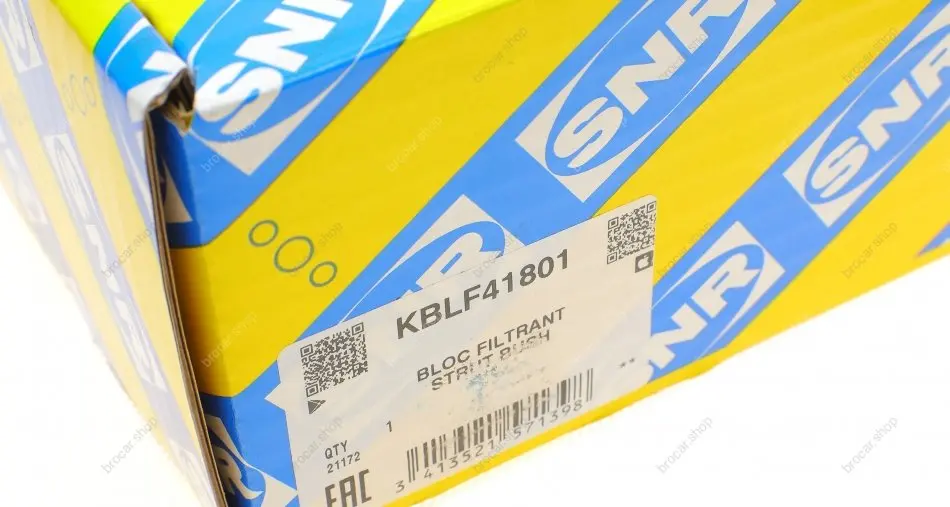 SNR
SNR
SNR
SNR
KBLF41801
BLOC FILTRANT
STRUT BUSH
**
QTY
1
21172
EAC
3 413521 571398
brocar.shop